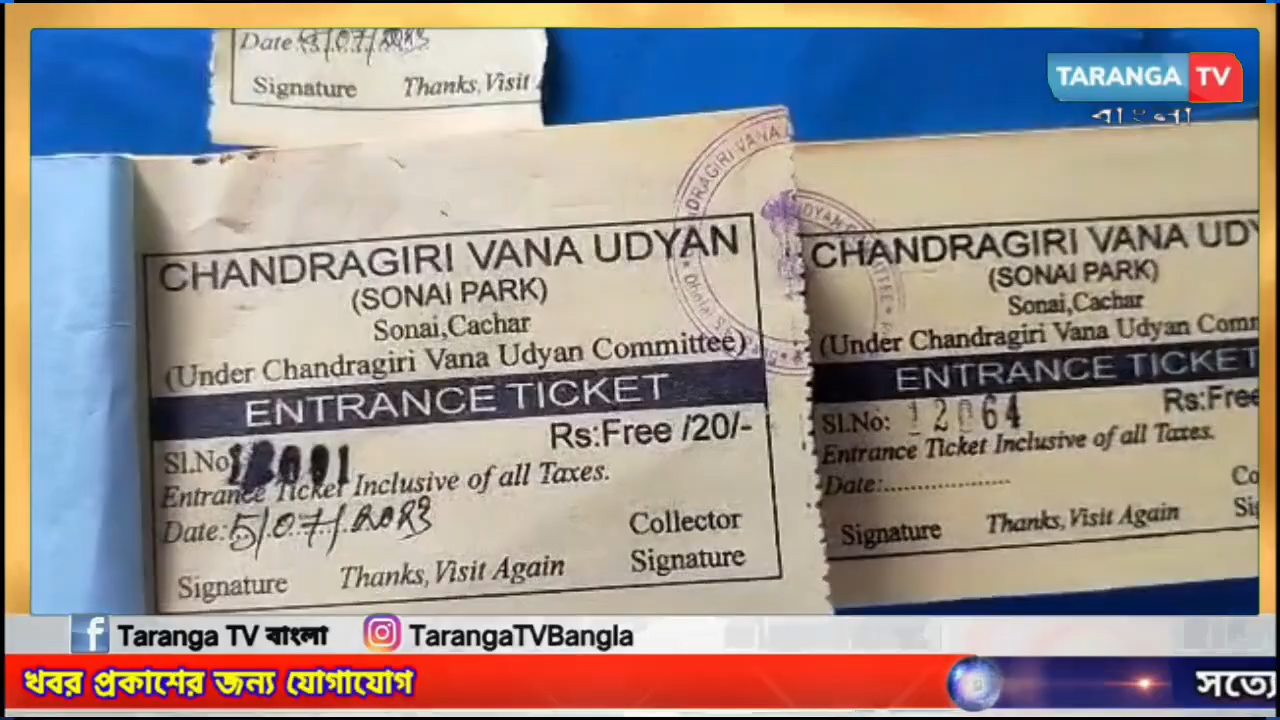 Date:5/07/2023
Signature Thanks, Visit
TARANGA TV
বাংলা
CHANDRAGIRI VANA UDYAN
(SONAI PARK)
Sonai,Cachar
(Under Chandragiri Vana Udyan Committee)
ENTRANCE TICKET
Rs:Free /20/-
Sl.No
Entrance Ticket Inclusive of all Taxes.
Date:5/07/2023
Collector
Signature Thanks, Visit Again Signature
CHANDRAGIRI VANA UDY
(SONAI PARK)
Sonai,Cachar
(Under Chandragiri Vana Udyan Comm
ENTRANCE TICKET
Sl.No: 12064 Rs:Free
Entrance Ticket Inclusive of all Taxes.
Date:.................... Co
Signature Thanks, Visit Again Si
Taranga TV বাংলা TarangaTVBangla
খবর প্রকাশের জন্য যোগাযোগ
সত্যে